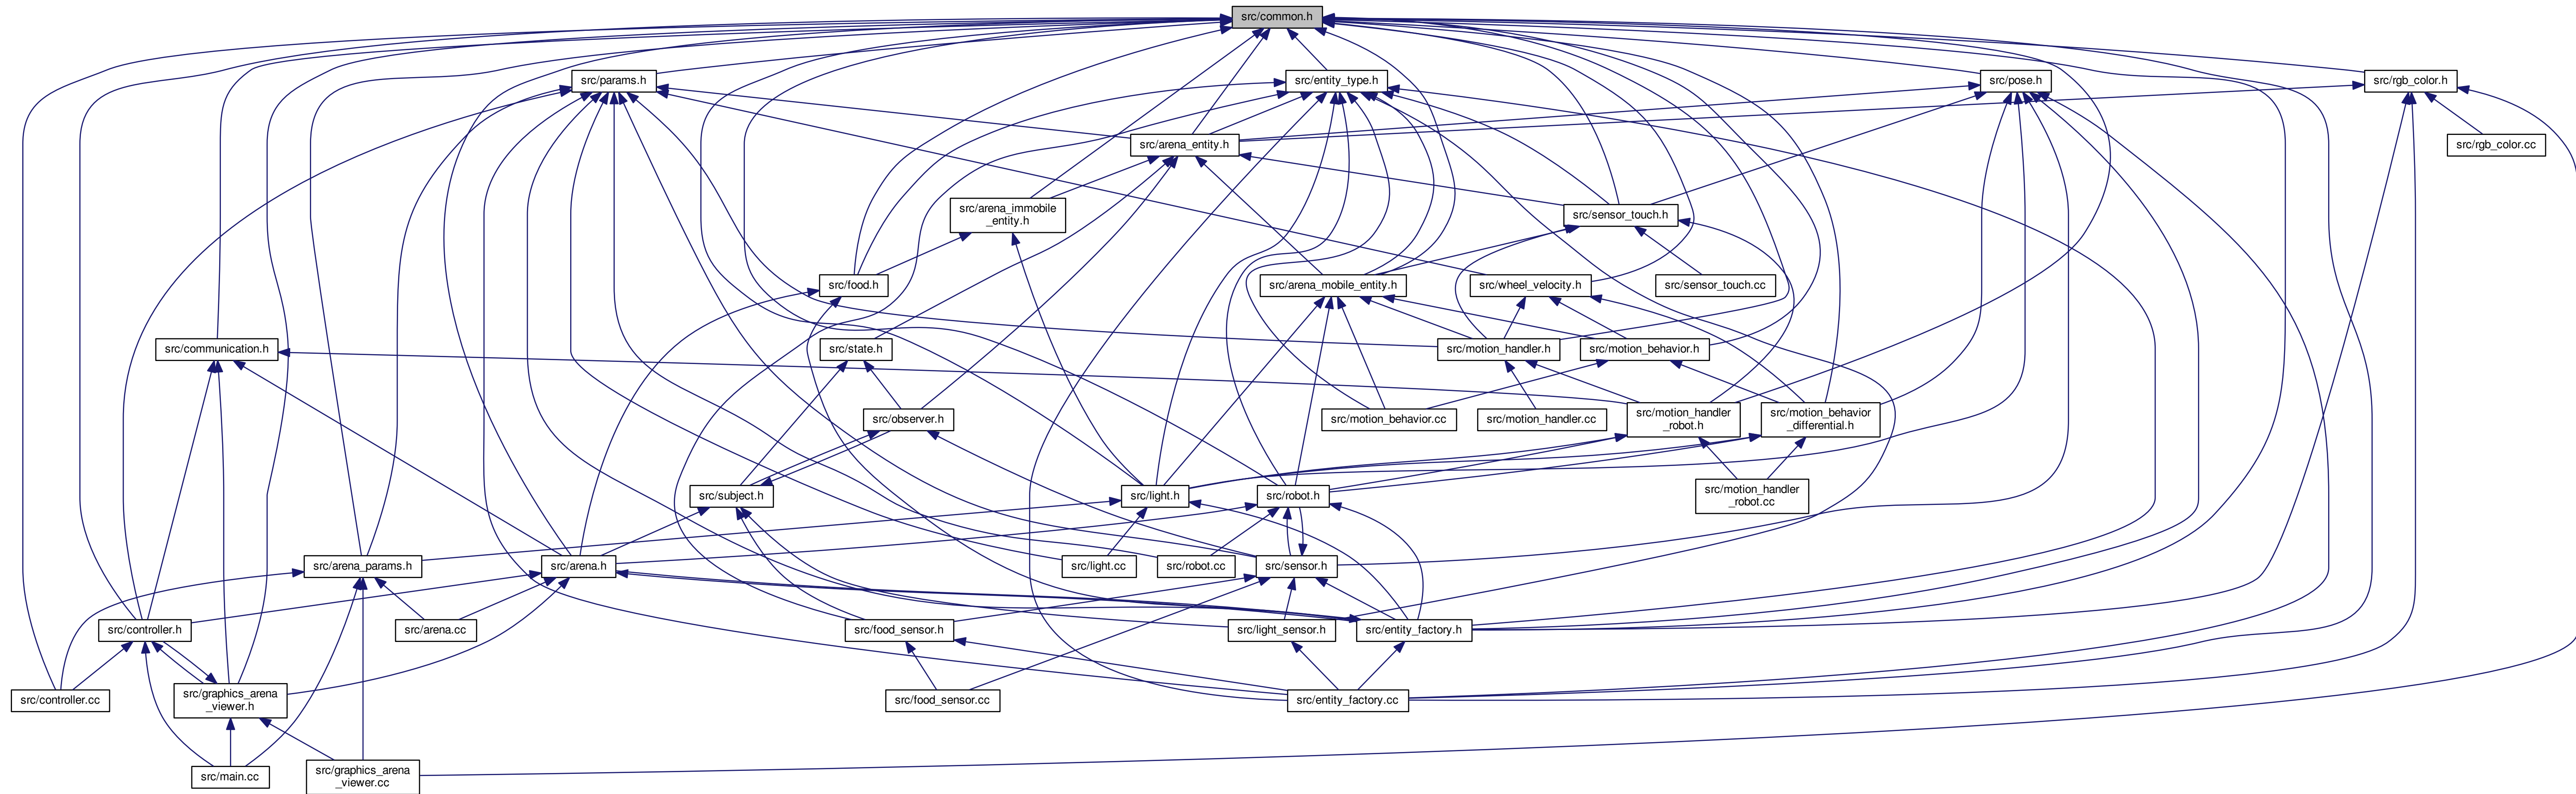 src/common.h
src/params.h
src/entity_type.h
src/pose.h
src/rgb_color.h
src/arena_entity.h
src/rgb_color.cc
src/arena_immobile
_entity.h
src/sensor_touch.h
src/food.h
src/arena_mobile_entity.h
src/wheel_velocity.h
src/sensor_touch.cc
src/communication.h
src/state.h
src/motion_handler.h
src/motion_behavior.h
src/observer.h
src/motion_behavior.cc
src/motion_handler.cc
src/motion_handler
_robot.h
src/motion_behavior
_differential.h
src/subject.h
src/light.h
src/robot.h
src/motion_handler
_robot.cc
src/arena_params.h
src/arena.h
src/light.cc
src/robot.cc
src/sensor.h
src/controller.h
src/arena.cc
src/food_sensor.h
src/light_sensor.h
src/entity_factory.h
src/controller.cc
src/graphics_arena
_viewer.h
src/food_sensor.cc
src/entity_factory.cc
src/main.cc
src/graphics_arena
_viewer.cc